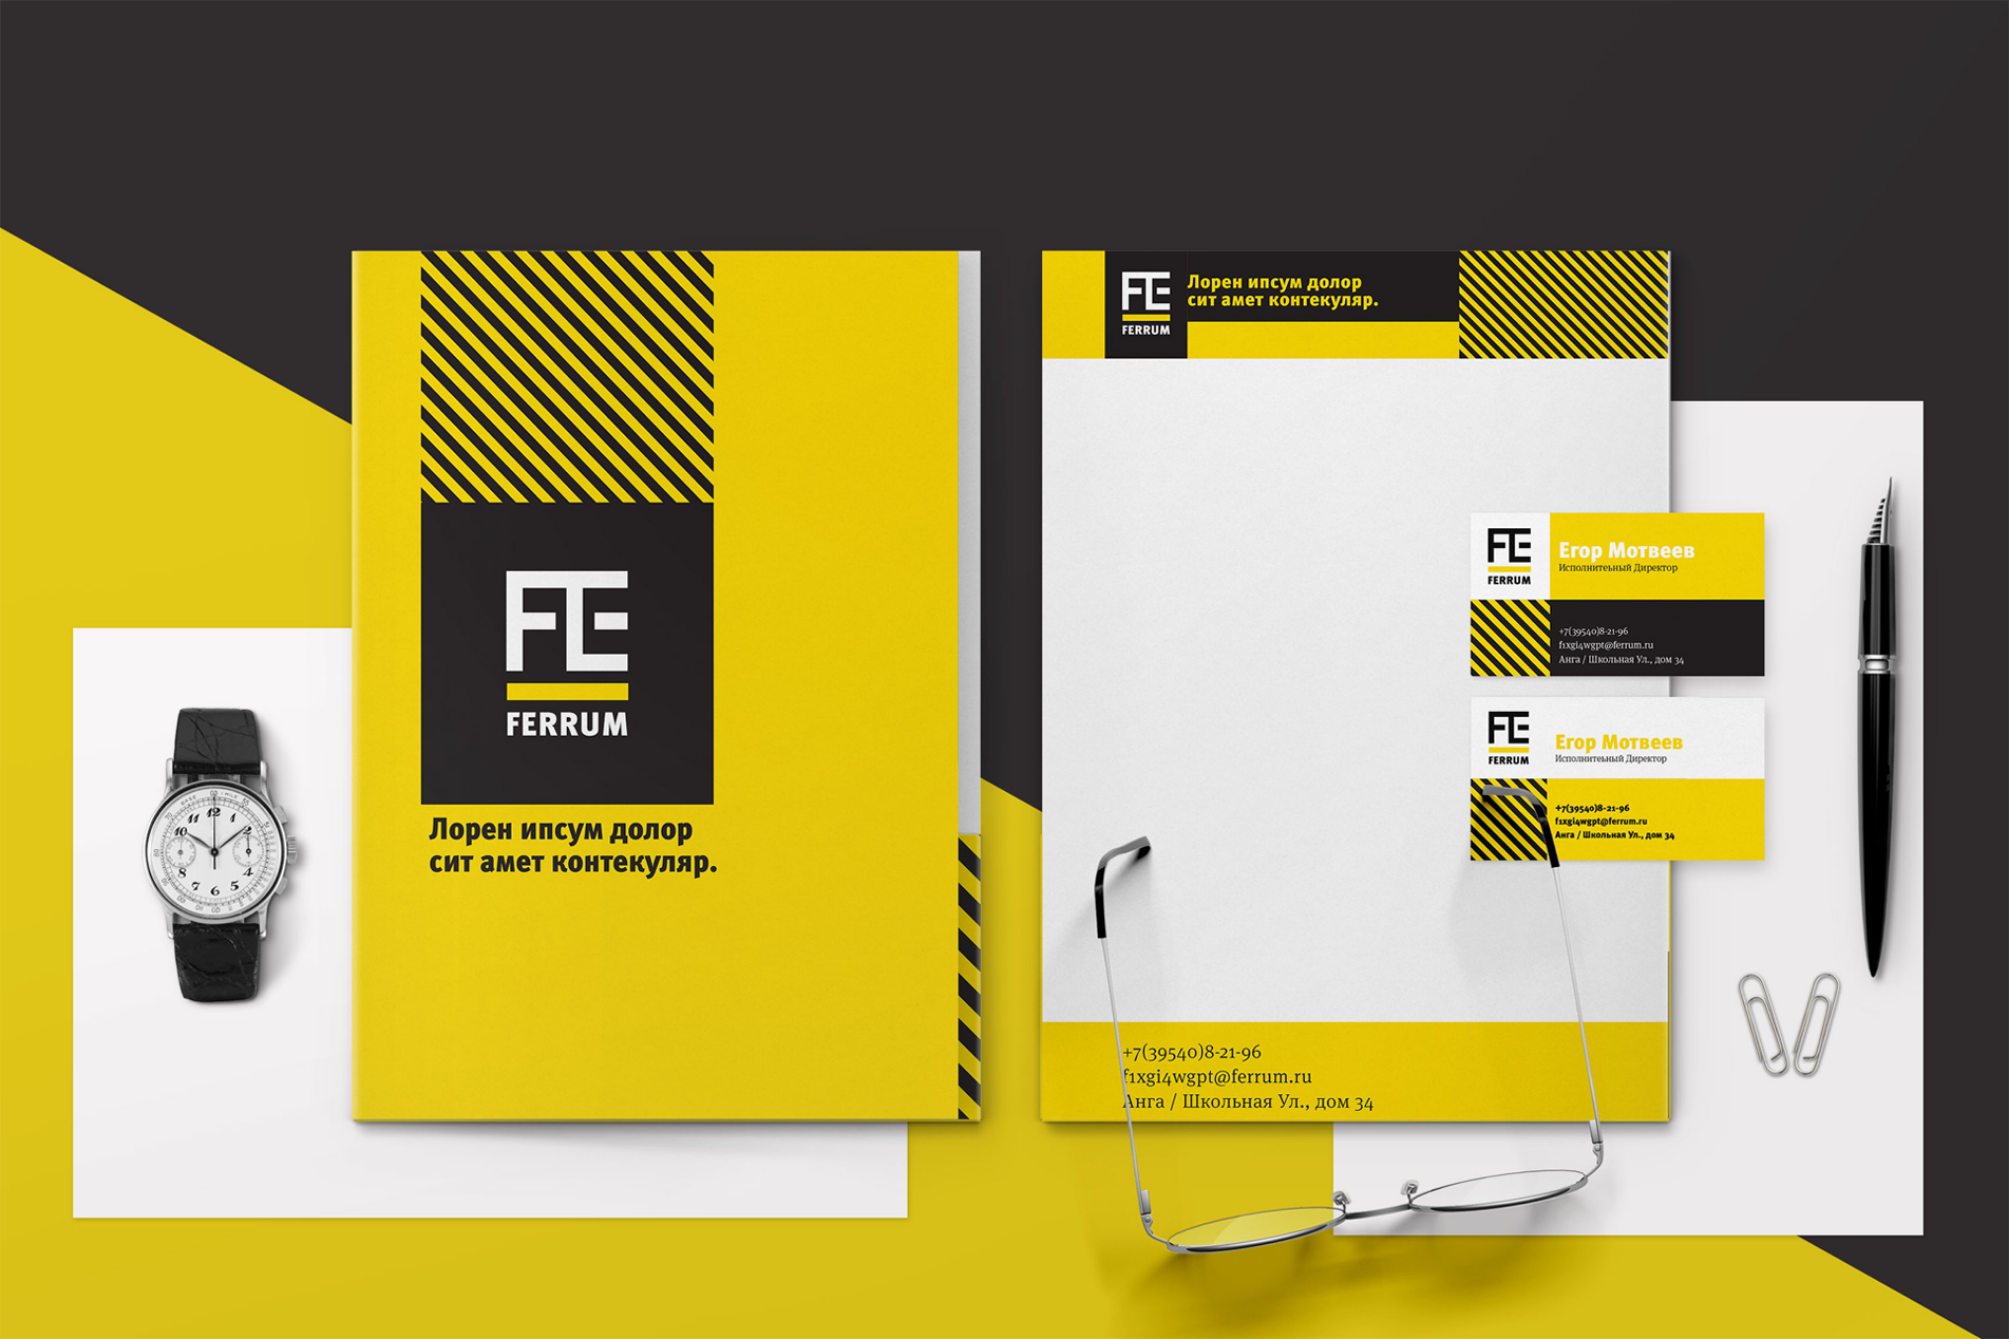 FE
FERRUM
Лорен ипсум долор
сит амет контекуляр.
FE
FERRUM
Лорен ипсум долор
сит амет контекуляр.
+7(39540)8-21-96
f1xgi4wgpt@ferrum.ru
Анга / Школьная Ул., дом 34
FE
FERRUM
Егор Мотвеев
Исполнитеьный Директор
+7(39540)8-21-96
f1xgi4wgpt@ferrum.ru
Анга / Школьная Ул., дом 34
FE
FERRUM
Егор Мотвеев
Исполнитеьный Директор
+7(39540)8-21-96
f1xgi4wgpt@ferrum.ru
Анга / Школьная Ул., дом 34